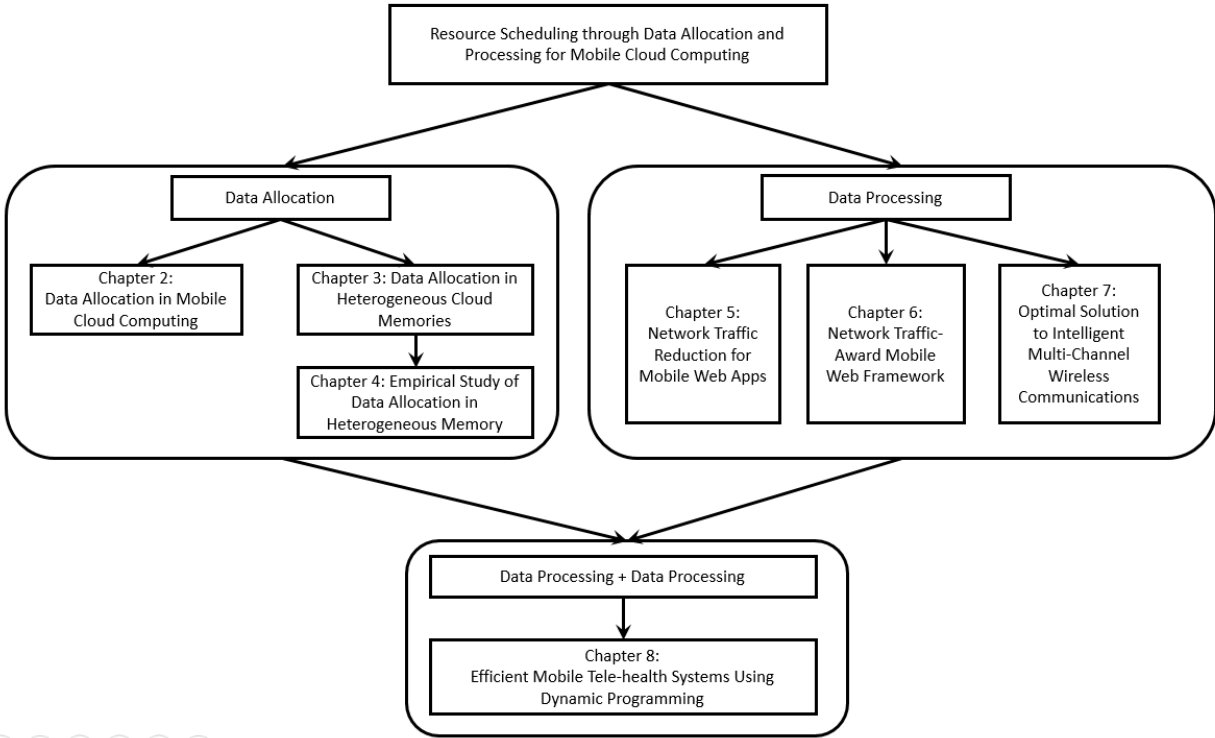 Resource Scheduling through Data Allocation and
Processing for Mobile Cloud Computing
Data Allocation
Chapter 2:
Data Allocation in Mobile
Cloud Computing
Chapter 3: Data Allocation in
Heterogeneous Cloud
Memories
Chapter 4: Empirical Study of
Data Allocation in
Heterogeneous Memory
Data Processing
Chapter 5:
Network Traffic
Reduction for
Mobile Web Apps
Chapter 6:
Network Traffic-
Award Mobile
Web Framework
Chapter 7:
Optimal Solution
to Intelligent
Multi-Channel
Wireless
Communications
Data Processing + Data Processing
Chapter 8:
Efficient Mobile Tele-health Systems Using
Dynamic Programming